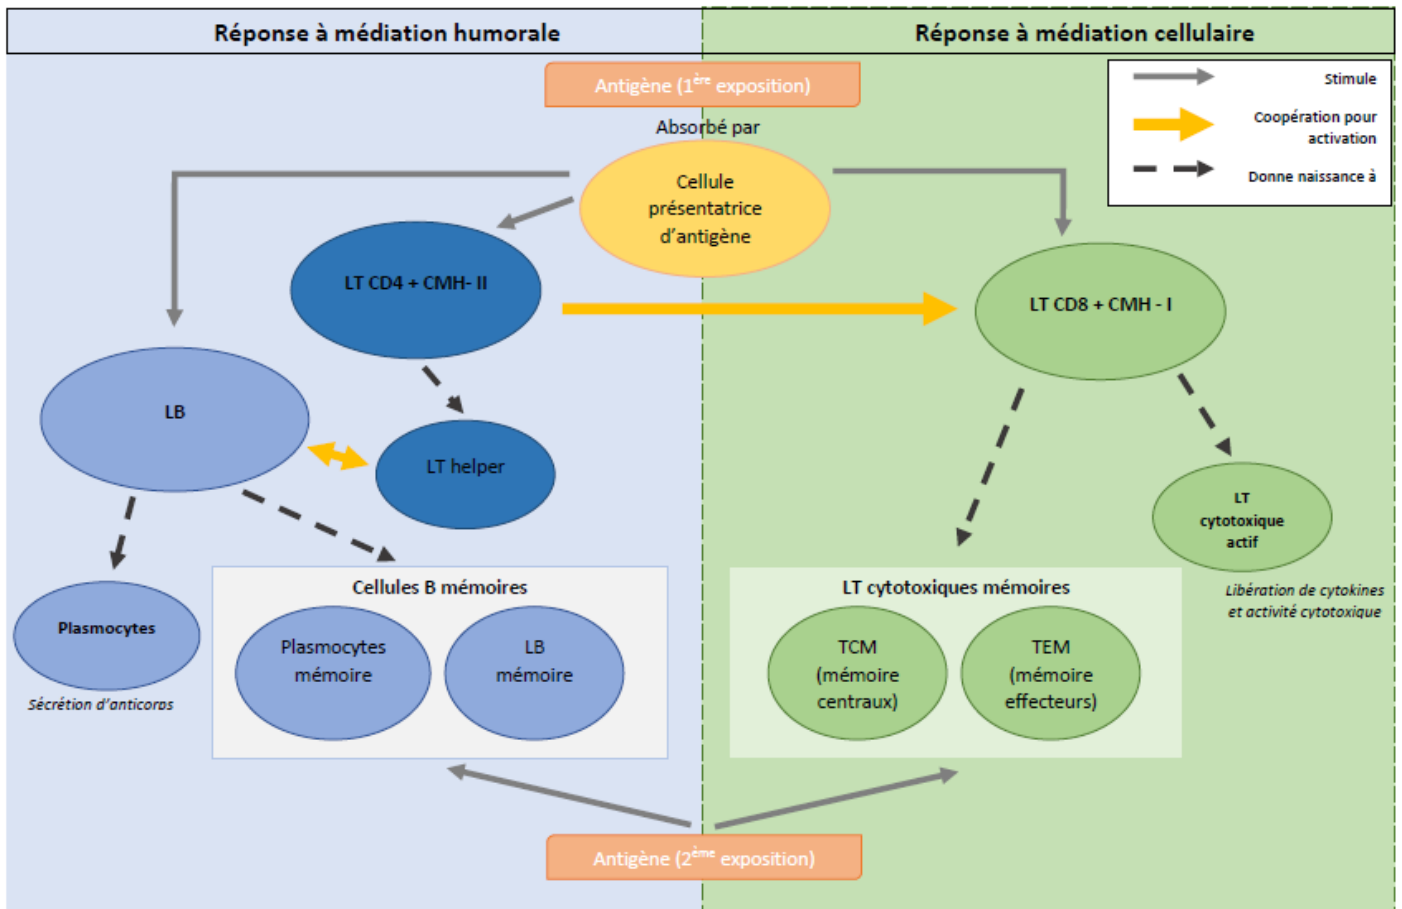 Réponse à médiation humorale
Réponse à médiation cellulaire
Antigène (1ère exposition)
Stimule
Coopération pour
activation
Donne naissance à
Absorbé par
Cellule
présentatrice
d’antigène
LT CD4 + CMH- II
LT CD8 + CMH - I
LB
LT helper
LT
cytotoxique
actif
Libération de cytokines
et activité cytotoxique
Plasmocytes
Sécrétion d’anticorps
Cellules B mémoires
Plasmocytes
mémoire
LB
mémoire
LT cytotoxiques mémoires
TCM
(mémoire
centraux)
TEM
(mémoire
effecteurs)
Antigène (2ème exposition)